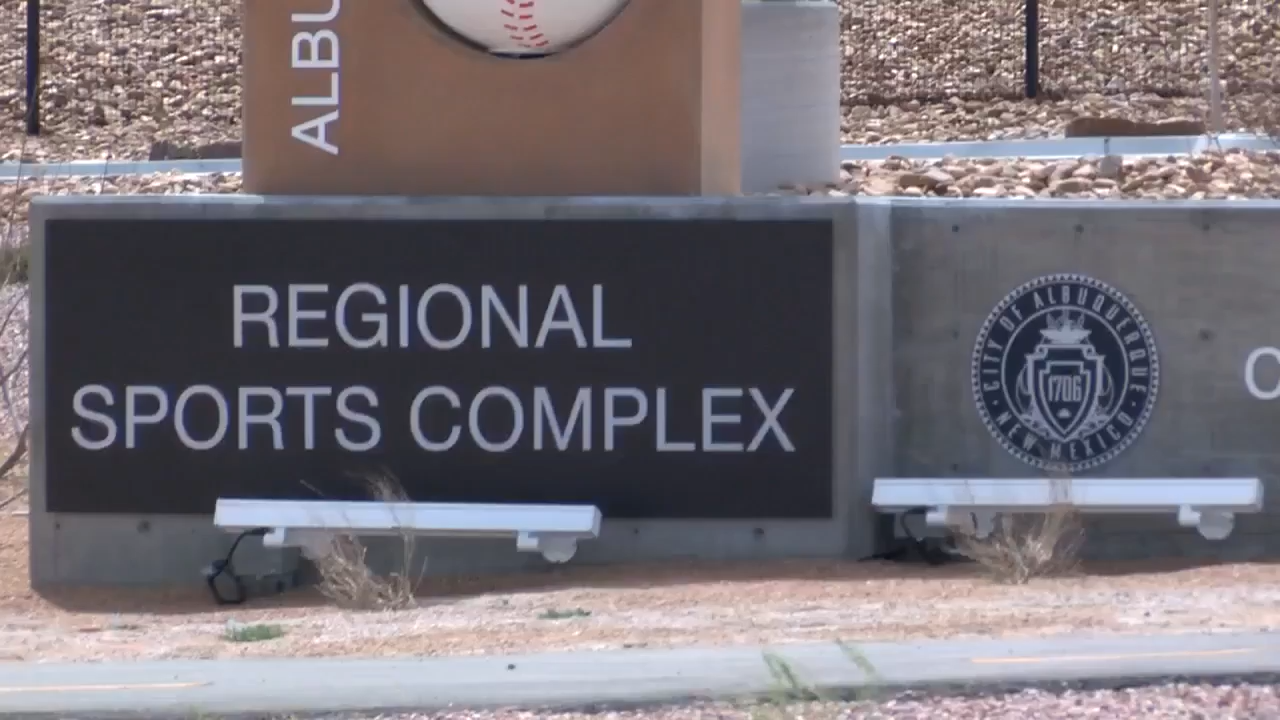 ALBU
REGIONAL
SPORTS COMPLEX
CITY OF ALBUQUERQUE
1706
NEW MEXICO
C